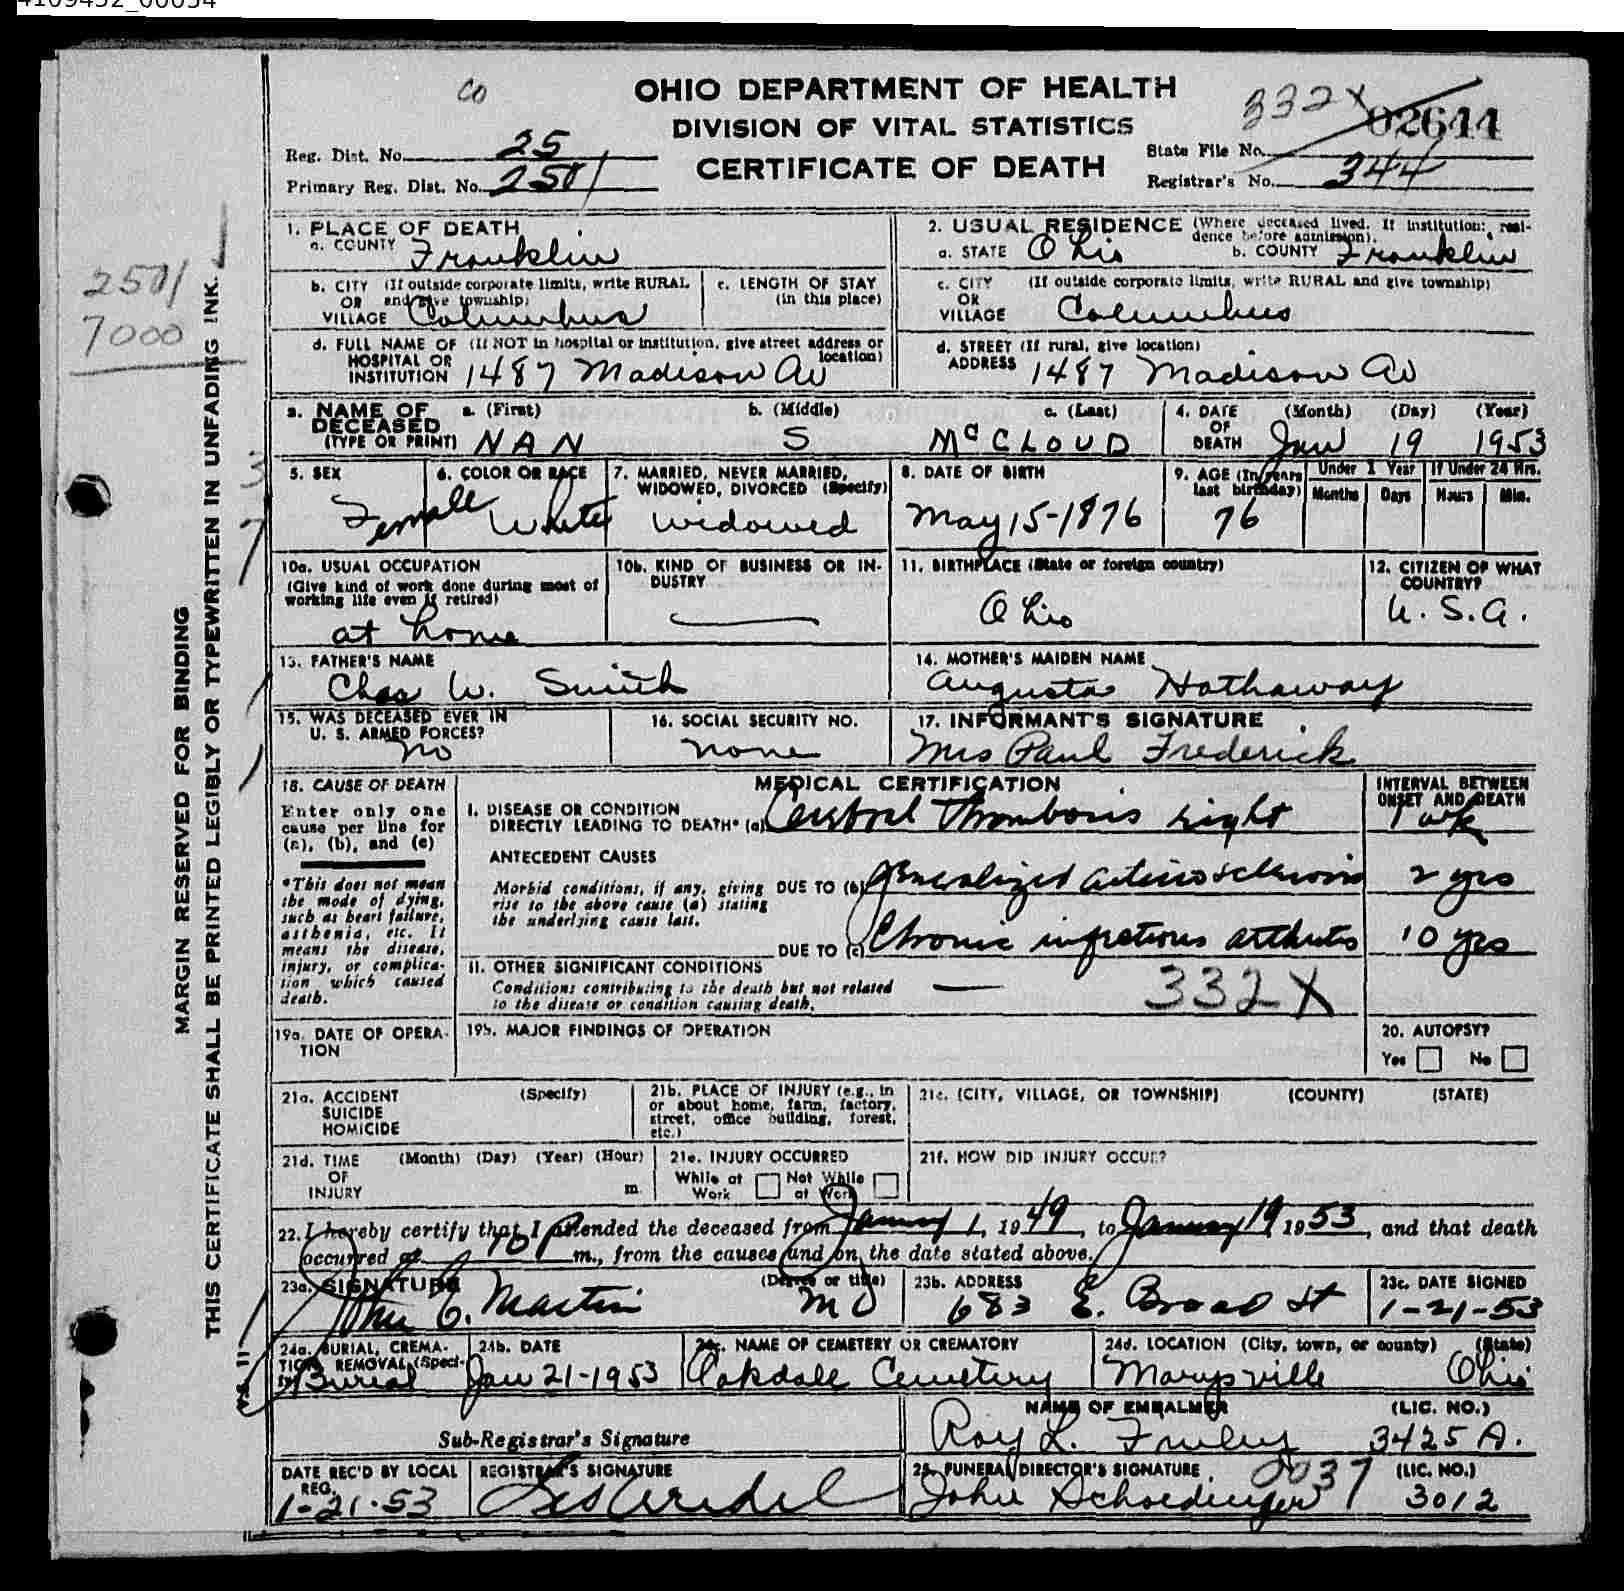 4109432_00054
co
OHIO DEPARTMENT OF HEALTH
DIVISION OF VITAL STATISTICS
CERTIFICATE OF DEATH
332X
02644
Reg. Dist. No. 25
Primary Reg. Dist. No. 2501
State File No.
Registrar's No. 344
2501
7000
MARGIN RESERVED FOR BINDING
THIS CERTIFICATE SHALL BE PRINTED LEGIBLY OR TYPEWRITTEN IN UNFADING INK.
1. PLACE OF DEATH
a. COUNTY Franklin
b. CITY (If outside corporate limits, write RURAL
OR and give township)
VILLAGE Columbus
c. LENGTH OF STAY
(in this place)
d. FULL NAME OF (If NOT in hospital or institution, give street address or
HOSPITAL OR location)
INSTITUTION 1487 Madison Av
2. USUAL RESIDENCE (Where deceased lived. If institution: resi-
dence before admission).
a. STATE Ohio b. COUNTY Franklin
c. CITY (If outside corporate limits, write RURAL and give township)
OR
VILLAGE Columbus
d. STREET (If rural, give location)
ADDRESS 1487 Madison Av
3. NAME OF a. (First) b. (Middle) c. (Last)
DECEASED
(TYPE OR PRINT) NAN S McCLOUD
4. DATE (Month) (Day) (Year)
OF
DEATH Jan 19 1953
5. SEX
Female
6. COLOR OR RACE
White
7. MARRIED, NEVER MARRIED,
WIDOWED, DIVORCED (Specify)
widowed
8. DATE OF BIRTH
May 15-1876
9. AGE (In years
last birthday)
76
Under 1 Year
Months Days
If Under 24 Hrs.
Hours Min.
10a. USUAL OCCUPATION
(Give kind of work done during most of
working life even if retired)
at home
10b. KIND OF BUSINESS OR IN-
DUSTRY
11. BIRTHPLACE (State or foreign country)
Ohio
12. CITIZEN OF WHAT
COUNTRY?
U.S.A.
13. FATHER'S NAME
Chas W. Smith
14. MOTHER'S MAIDEN NAME
Augusta Hathaway
15. WAS DECEASED EVER IN
U. S. ARMED FORCES?
no
16. SOCIAL SECURITY NO.
none
17. INFORMANT'S SIGNATURE
Mrs Paul Frederick
18. CAUSE OF DEATH
Enter only one
cause per line for
(a), (b), and (c)
*This does not mean
the mode of dying,
such as heart failure,
asthenia, etc. It
means the disease,
injury, or complica-
tion which caused
death.
MEDICAL CERTIFICATION
INTERVAL BETWEEN
ONSET AND DEATH
I. DISEASE OR CONDITION
DIRECTLY LEADING TO DEATH* (a) Cerebral Thrombosis right 1 wk
ANTECEDENT CAUSES
Morbid conditions, if any, giving
rise to the above cause (a) stating
the underlying cause last.
DUE TO (b) generalized arteriosclerosis 2 yrs
DUE TO (c) Chronic infectious arthritis 10 yrs
II. OTHER SIGNIFICANT CONDITIONS
Conditions contributing to the death but not related
to the disease or condition causing death.
332X
19a. DATE OF OPERA-
TION
19b. MAJOR FINDINGS OF OPERATION
20. AUTOPSY?
Yes No
21a. ACCIDENT (Specify)
SUICIDE
HOMICIDE
21b. PLACE OF INJURY (e.g., in
or about home, farm, factory,
street, office building, forest,
etc.)
21c. (CITY, VILLAGE, OR TOWNSHIP) (COUNTY) (STATE)
21d. TIME (Month) (Day) (Year) (Hour)
OF
INJURY m.
21e. INJURY OCCURRED
While at Work Not While at Work
21f. HOW DID INJURY OCCUR?
22. I hereby certify that I attended the deceased from January 1, 1949, to January 19, 1953, and that death
occurred at 10 P m., from the causes and on the date stated above.
23a. SIGNATURE (Degree or title)
John C. Martin MD
23b. ADDRESS
683 E. Broad St
23c. DATE SIGNED
1-21-53
24a. BURIAL, CREMA-
TION, REMOVAL (Speci-
fy) Burial
24b. DATE
Jan 21-1953
24c. NAME OF CEMETERY OR CREMATORY
Oakdale Cemetery
24d. LOCATION (City, town, or county) (State)
Marysville Ohio
Sub-Registrar's Signature
NAME OF EMBALMER (LIC. NO.)
Roy L. 3425 A.
DATE REC'D BY LOCAL
REG.
1-21-53
REGISTRAR'S SIGNATURE
25. FUNERAL DIRECTOR'S SIGNATURE (LIC. NO.)
0037
John Schoedinger 3012